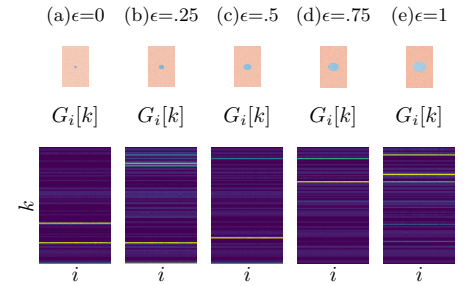 (a)ϵ=0 (b)ϵ=.25 (c)ϵ=.5 (d)ϵ=.75 (e)ϵ=1
G_i[k] G_i[k] G_i[k] G_i[k] G_i[k]
k
i i i i i